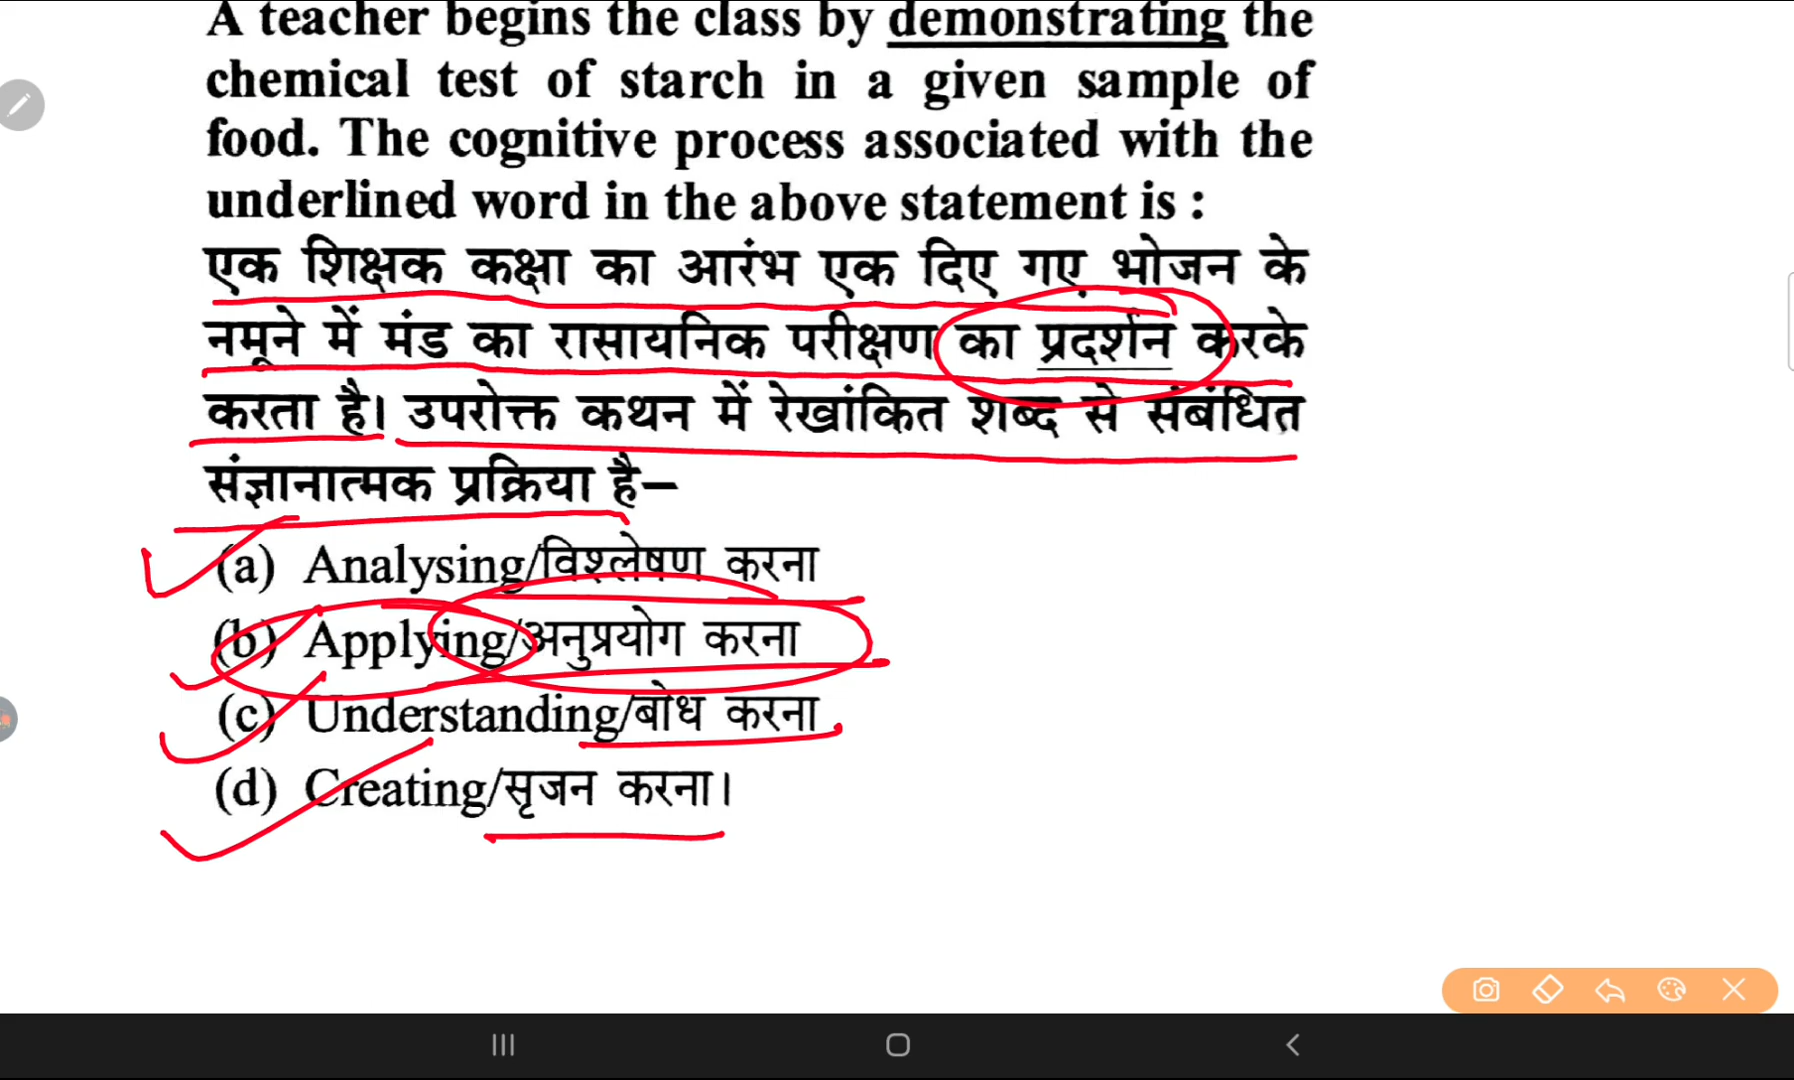 A teacher begins the class by demonstrating the
chemical test of starch in a given sample of
food. The cognitive process associated with the
underlined word in the above statement is :
एक शिक्षक कक्षा का आरंभ एक दिए गए भोजन के
नमूने में मंड का रासायनिक परीक्षण का प्रदर्शन करके
करता है। उपरोक्त कथन में रेखांकित शब्द से संबंधित
संज्ञानात्मक प्रक्रिया है–
(a) Analysing/विश्लेषण करना
(b) Applying/अनुप्रयोग करना
(c) Understanding/बोध करना
(d) Creating/सृजन करना।